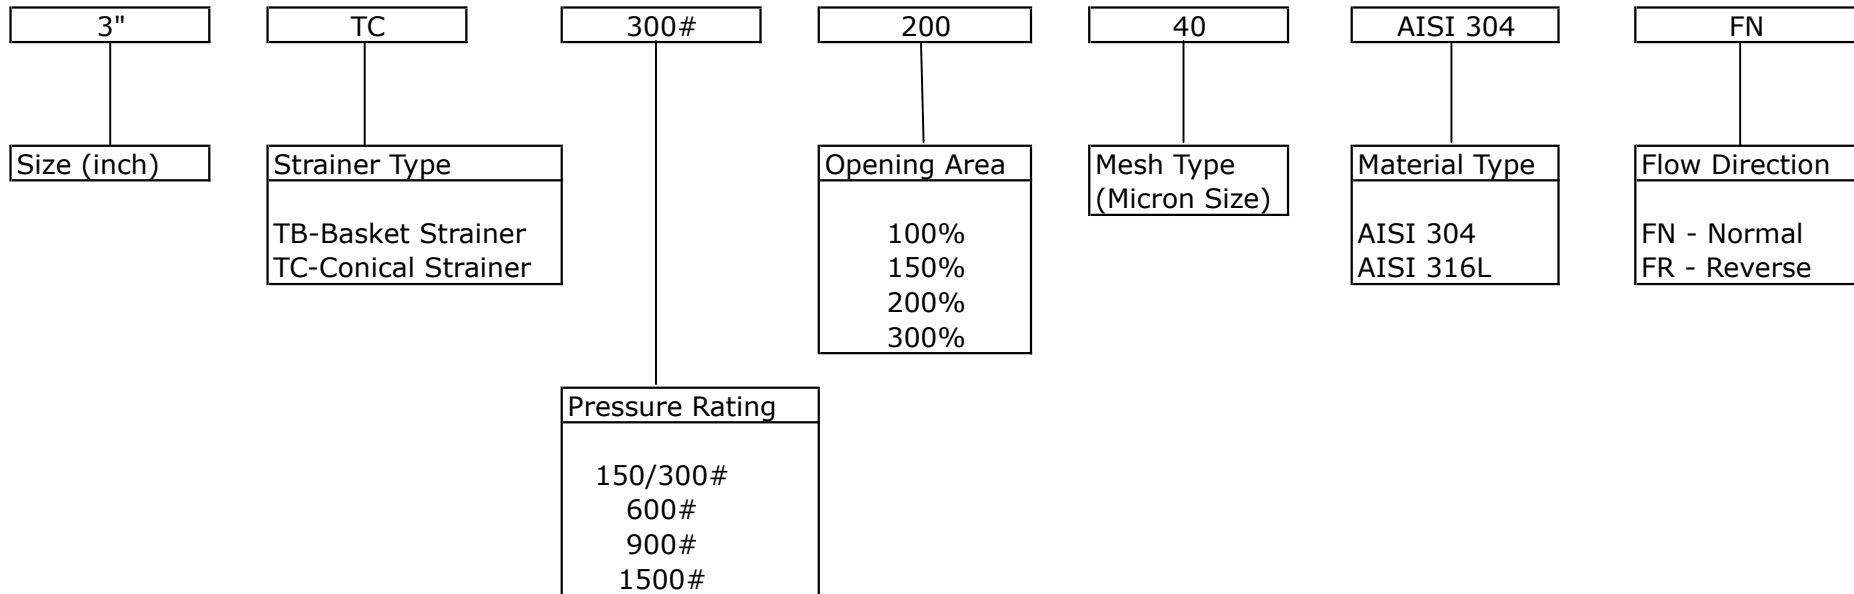 3" TC 300# 200 40 AISI 304 FN
Size (inch)
Strainer Type
TB-Basket Strainer
TC-Conical Strainer
Opening Area
100%
150%
200%
300%
Mesh Type
(Micron Size)
Material Type
AISI 304
AISI 316L
Flow Direction
FN - Normal
FR - Reverse
Pressure Rating
150/300#
600#
900#
1500#